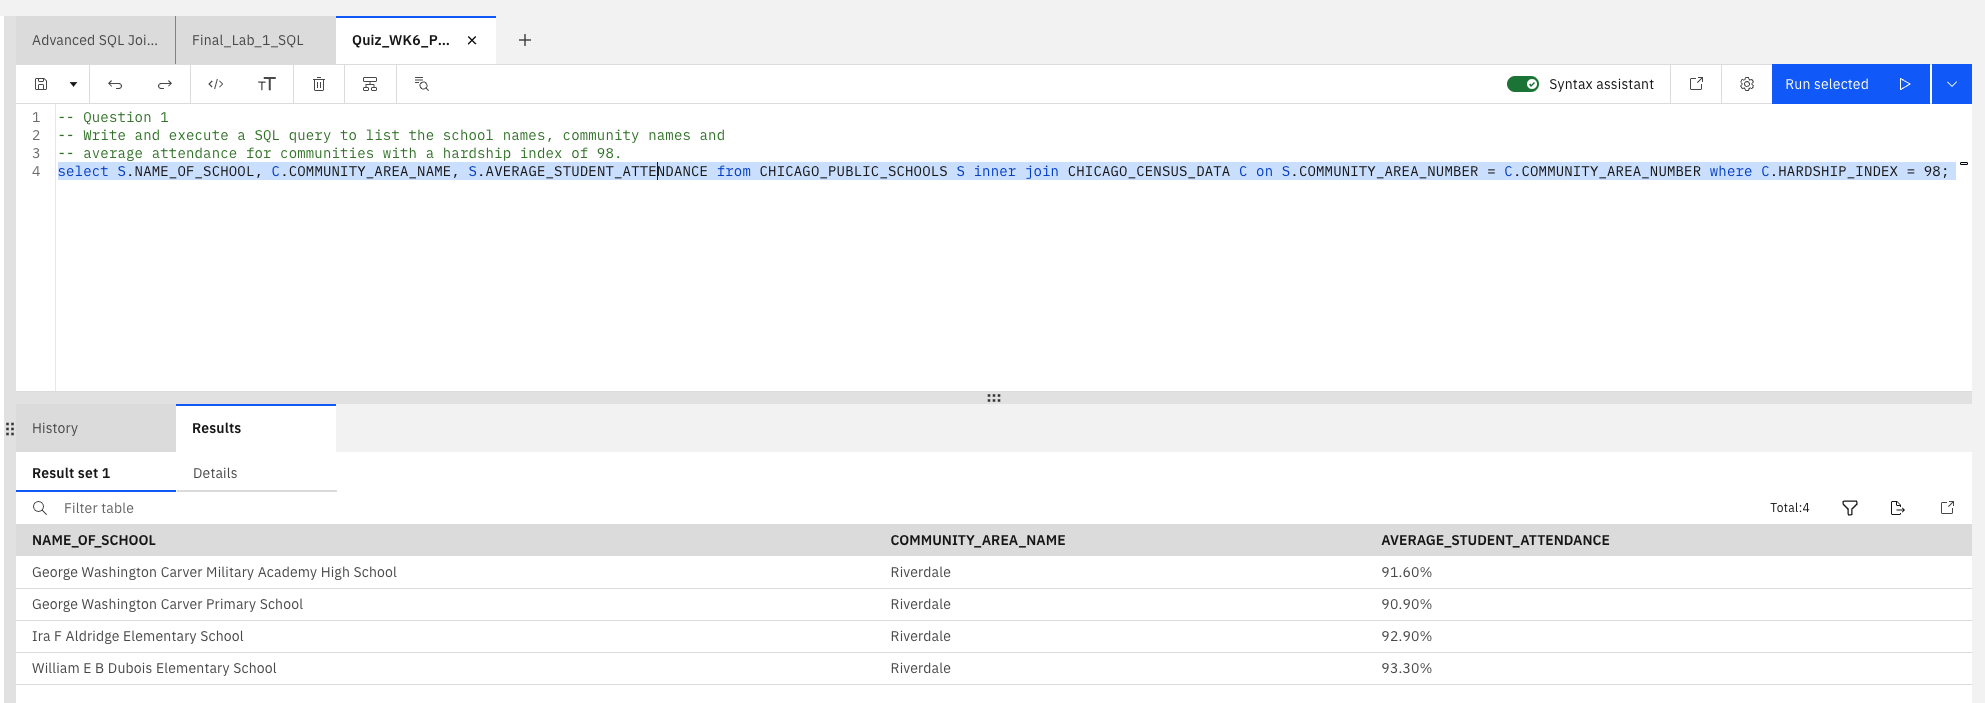 Advanced SQL Joi...
Final_Lab_1_SQL
Quiz_WK6_P...
Syntax assistant
Run selected
1 -- Question 1
2 -- Write and execute a SQL query to list the school names, community names and
3 -- average attendance for communities with a hardship index of 98.
4 select S.NAME_OF_SCHOOL, C.COMMUNITY_AREA_NAME, S.AVERAGE_STUDENT_ATTENDANCE from CHICAGO_PUBLIC_SCHOOLS S inner join CHICAGO_CENSUS_DATA C on S.COMMUNITY_AREA_NUMBER = C.COMMUNITY_AREA_NUMBER where C.HARDSHIP_INDEX = 98;
History
Results
Result set 1
Details
Filter table
Total:4
NAME_OF_SCHOOL COMMUNITY_AREA_NAME AVERAGE_STUDENT_ATTENDANCE
George Washington Carver Military Academy High School Riverdale 91.60%
George Washington Carver Primary School Riverdale 90.90%
Ira F Aldridge Elementary School Riverdale 92.90%
William E B Dubois Elementary School Riverdale 93.30%